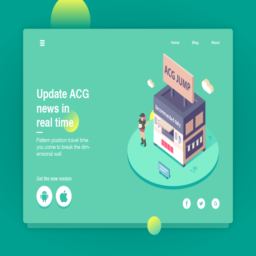 Home Blog About
ACG JUMP
Update ACG
news in
real time
Pattern position travel time
you come to break the dim-
ensional wall
Get the new version